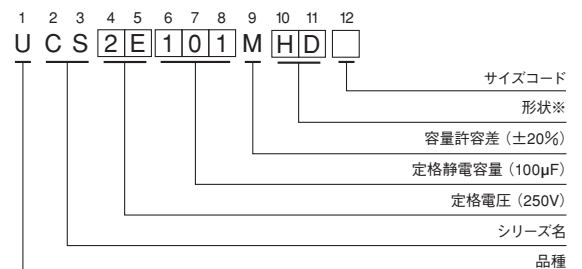 1 2 3 4 5 6 7 8 9 10 11 12
U C S 2 E 1 0 1 M H D
サイズコード
形状※
容量許容差（±20%）
定格静電容量（100µF）
定格電圧（250V）
シリーズ名
品種